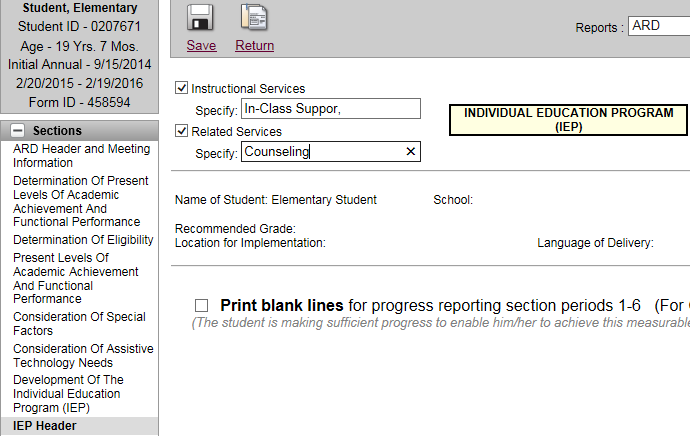 Student, Elementary
Student ID - 0207671
Age - 19 Yrs. 7 Mos.
Initial Annual - 9/15/2014
2/20/2015 - 2/19/2016
Form ID - 458594
Sections
ARD Header and Meeting
Information
Determination Of Present
Levels Of Academic
Achievement And
Functional Performance
Determination Of Eligibility
Present Levels Of
Academic Achievement
And Functional
Performance
Consideration Of Special
Factors
Consideration Of Assistive
Technology Needs
Development Of The
Individual Education
Program (IEP)
IEP Header
Save Return
Reports : ARD
Instructional Services
Specify: In-Class Suppor,
Related Services
Specify: Counseling
INDIVIDUAL EDUCATION PROGRAM
(IEP)
Name of Student: Elementary Student School:
Recommended Grade:
Location for Implementation: Language of Delivery:
Print blank lines for progress reporting section periods 1-6 (For
(The student is making sufficient progress to enable him/her to achieve this measurable